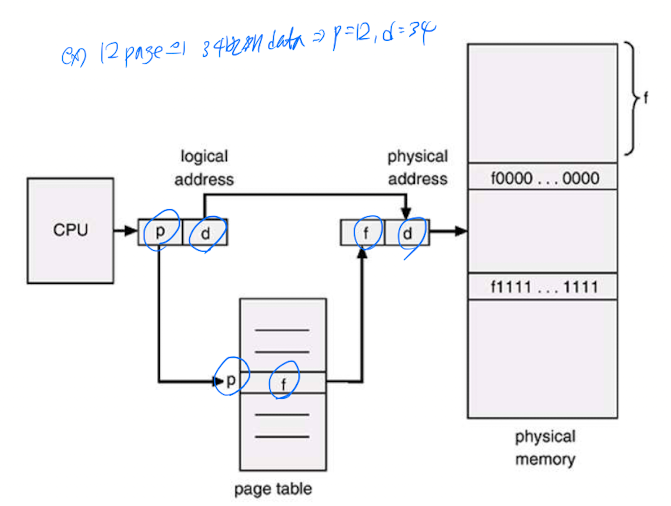 ex) 12 page의 34번째 data ⇒ p=12, d=34
f
logical
address
physical
address
f0000 ... 0000
CPU
p d
f d
f1111 ... 1111
p f
physical
memory
page table